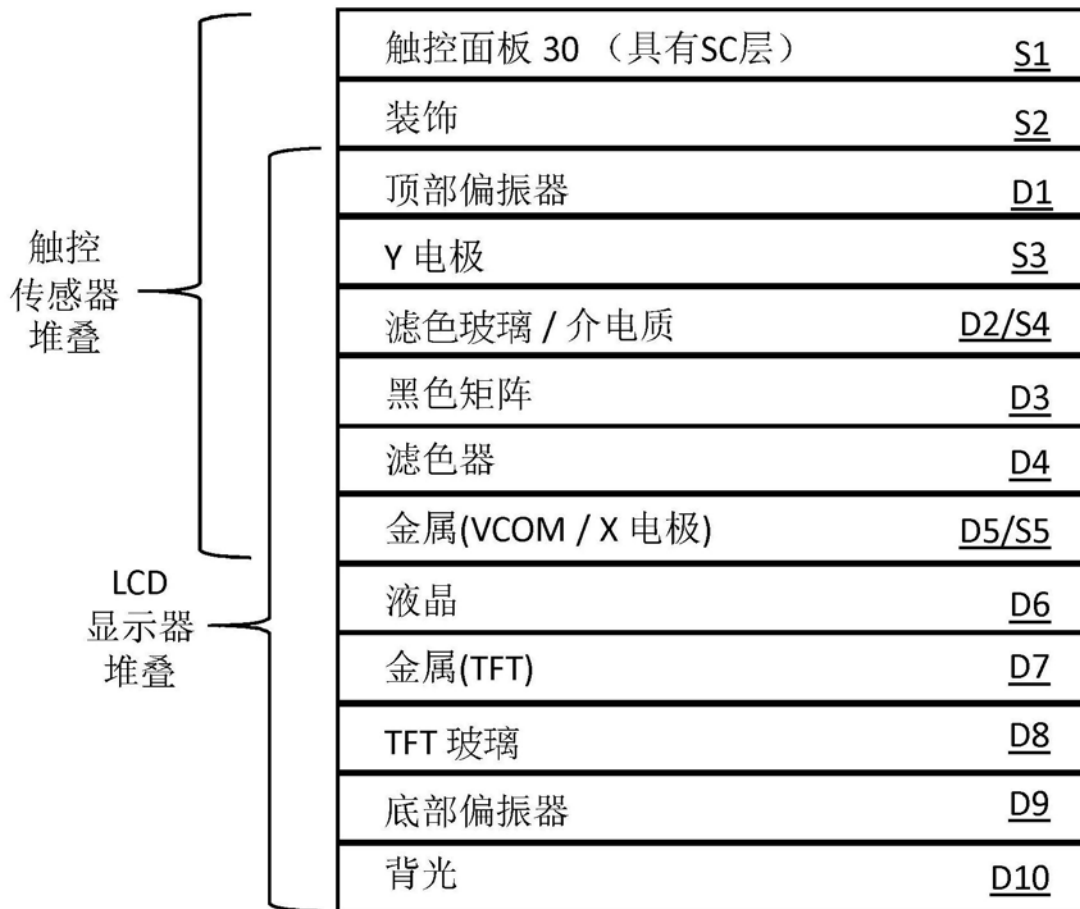 触控面板 30 （具有SC层） S1
装饰 S2
顶部偏振器 D1
Y 电极 S3
滤色玻璃 / 介电质 D2/S4
黑色矩阵 D3
滤色器 D4
金属(VCOM / X 电极) D5/S5
液晶 D6
金属(TFT) D7
TFT 玻璃 D8
底部偏振器 D9
背光 D10
触控
传感器
堆叠
LCD
显示器
堆叠